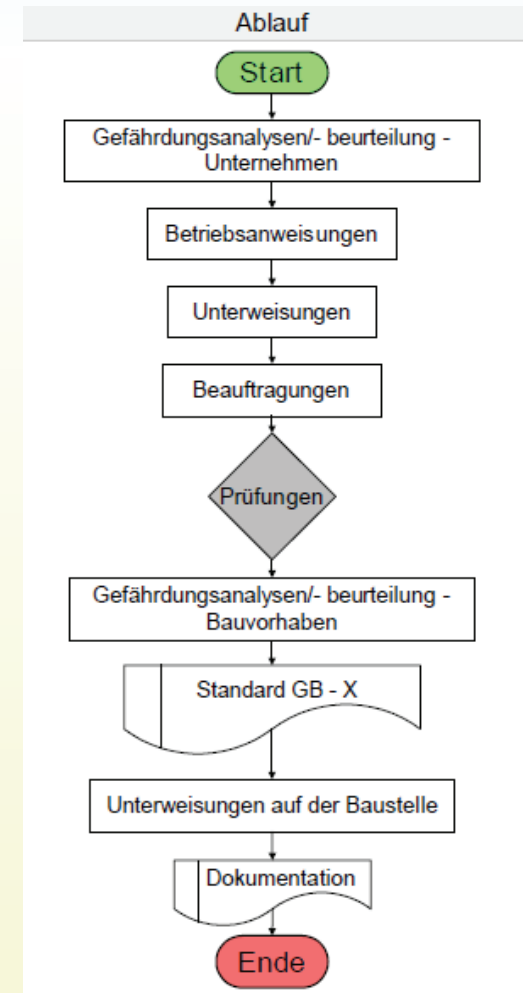 Ablauf
Start
Gefährdungsanalysen/- beurteilung -
Unternehmen
Betriebsanweisungen
Unterweisungen
Beauftragungen
Prüfungen
Gefährdungsanalysen/- beurteilung -
Bauvorhaben
Standard GB - X
Unterweisungen auf der Baustelle
Dokumentation
Ende